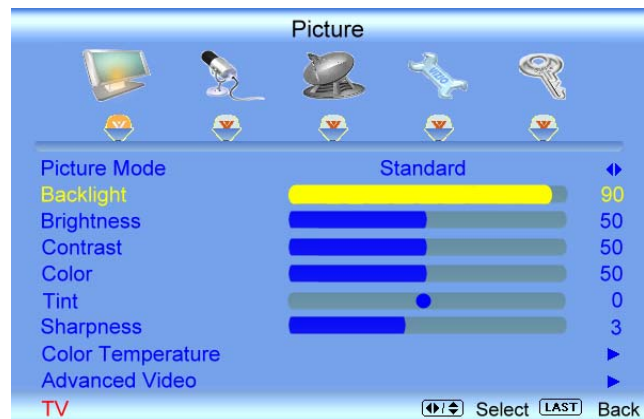 Picture
Picture Mode Standard
Backlight 90
Brightness 50
Contrast 50
Color 50
Tint 0
Sharpness 3
Color Temperature
Advanced Video
TV Select LAST Back